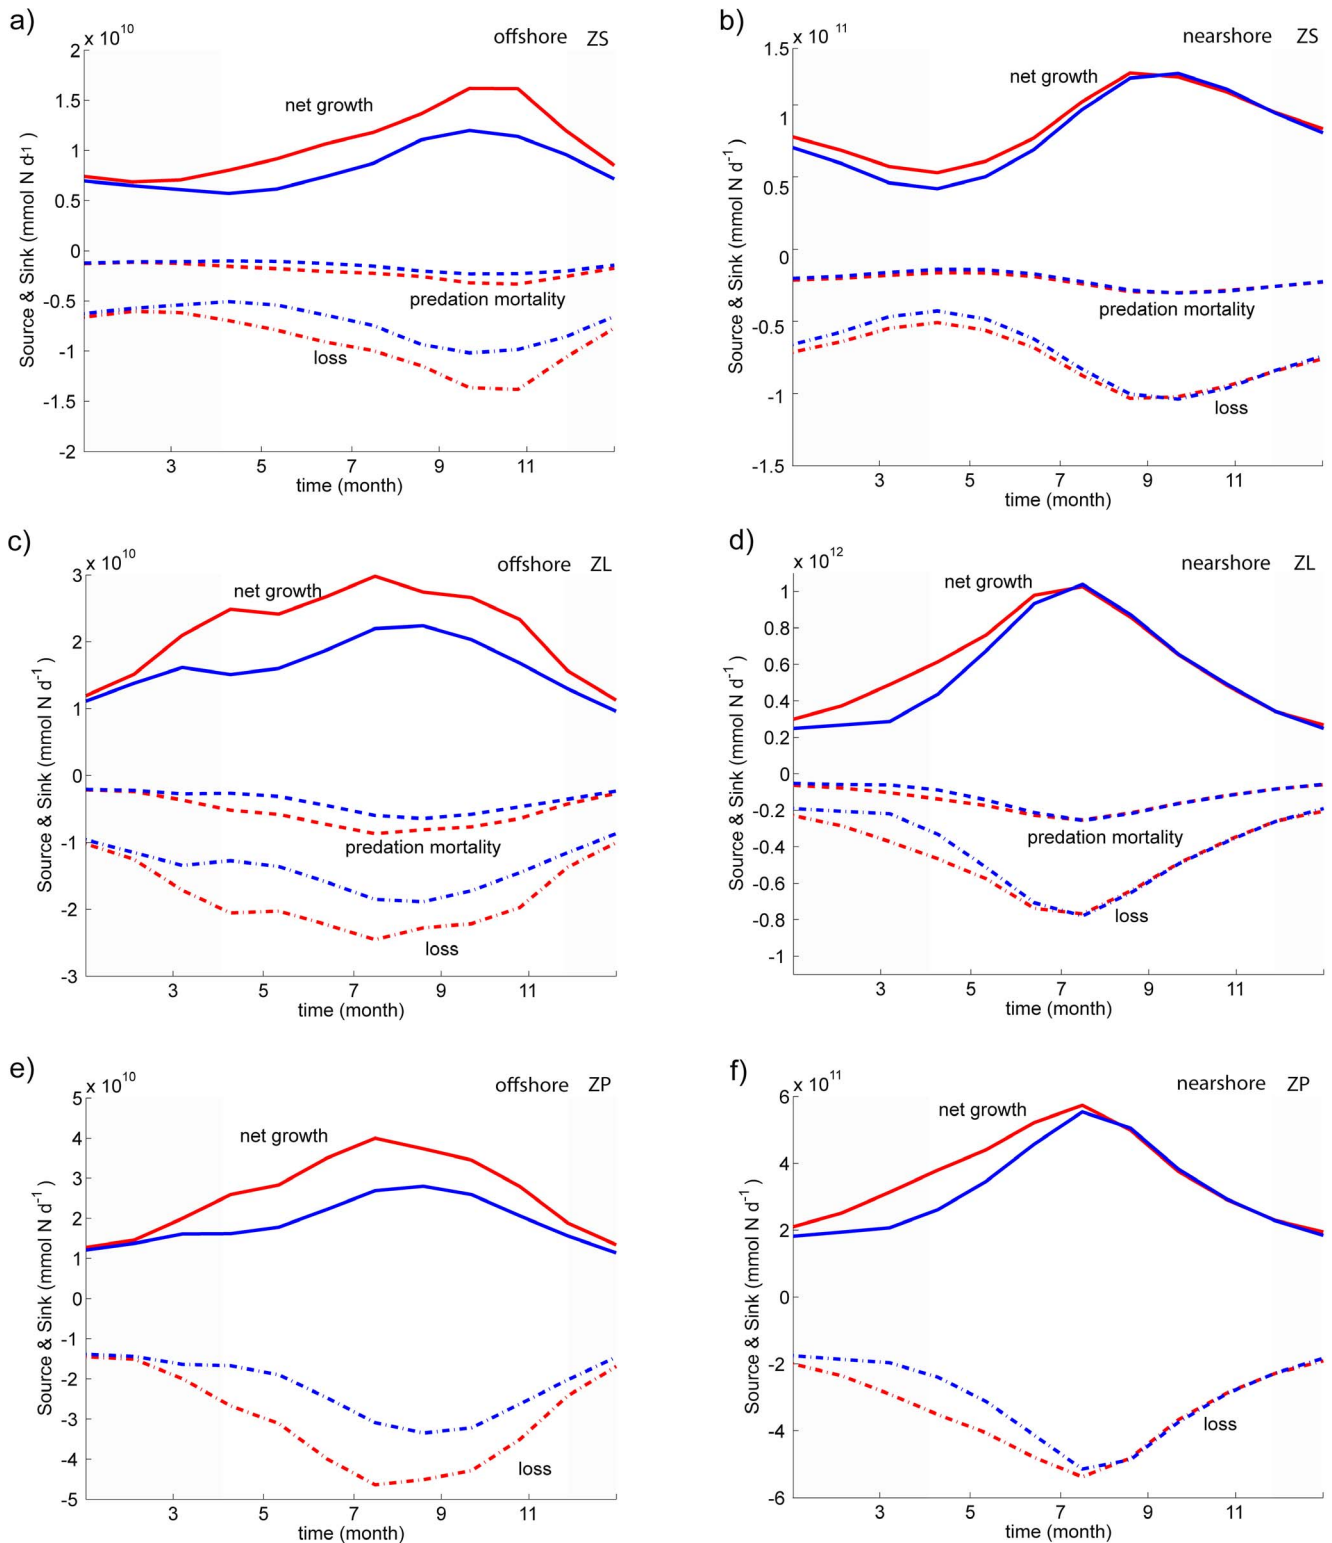 a)
x 10^10
offshore ZS
2
1.5
1
0.5
0
-0.5
-1
-1.5
-2
net growth
predation mortality
loss
Source & Sink (mmol N d-1 )
3 5 7 9 11
time (month)
b)
x 10^11
nearshore ZS
1.5
1
0.5
0
-0.5
-1
-1.5
net growth
predation mortality
loss
Source & Sink (mmol N d^-1 )
3 5 7 9 11
time (month)
c)
x 10^10
offshore ZL
3
2
1
0
-1
-2
-3
net growth
predation mortality
loss
Source & Sink (mmol N d^-1 )
3 5 7 9 11
time (month)
d)
x 10^12
nearshore ZL
1
0.8
0.6
0.4
0.2
0
-0.2
-0.4
-0.6
-0.8
-1
net growth
predation mortality
loss
Source & Sink (mmol N d^-1 )
3 5 7 9 11
time (month)
e)
x 10^10
offshore ZP
5
4
3
2
1
0
-1
-2
-3
-4
-5
net growth
loss
Source & Sink (mmol N d^-1 )
3 5 7 9 11
time (month)
f)
x 10^11
nearshore ZP
6
4
2
0
-2
-4
-6
net growth
loss
Source & Sink (mmol N d^-1 )
3 5 7 9 11
time (month)